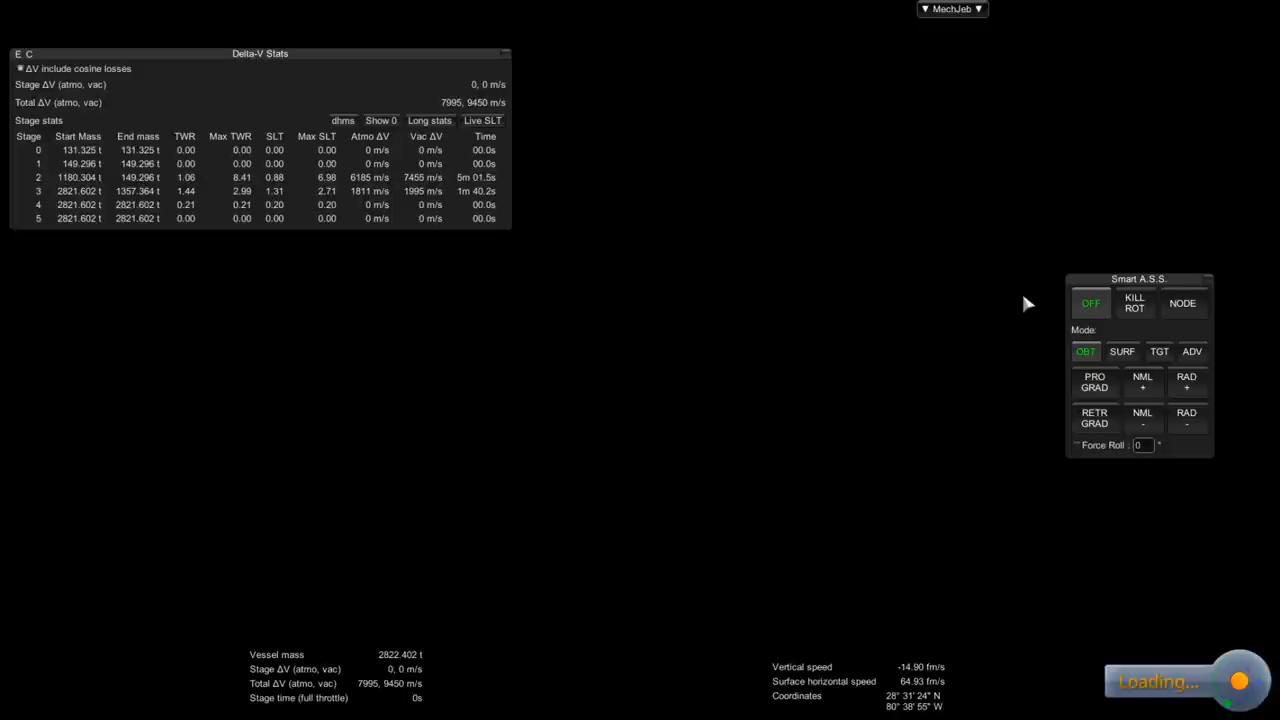 ▼ MechJeb ▼
E C Delta-V Stats
ΔV include cosine losses
Stage ΔV (atmo, vac) 0, 0 m/s
Total ΔV (atmo, vac) 7995, 9450 m/s
Stage stats dhms Show 0 Long stats Live SLT
Stage Start Mass End mass TWR Max TWR SLT Max SLT Atmo ΔV Vac ΔV Time
0 131.325 t 131.325 t 0.00 0.00 0.00 0.00 0 m/s 0 m/s 00.0s
1 149.296 t 149.296 t 0.00 0.00 0.00 0.00 0 m/s 0 m/s 00.0s
2 1180.304 t 149.296 t 1.06 8.41 0.88 6.98 6185 m/s 7455 m/s 5m 01.5s
3 2821.602 t 1357.364 t 1.44 2.99 1.31 2.71 1811 m/s 1995 m/s 1m 40.2s
4 2821.602 t 2821.602 t 0.21 0.21 0.20 0.20 0 m/s 0 m/s 00.0s
5 2821.602 t 2821.602 t 0.00 0.00 0.00 0.00 0 m/s 0 m/s 00.0s
Smart A.S.S.
OFF KILL ROT NODE
Mode:
OBT SURF TGT ADV
PRO GRAD NML + RAD +
RETR GRAD NML - RAD -
Force Roll : 0 °
Vessel mass 2822.402 t
Stage ΔV (atmo, vac) 0, 0 m/s
Total ΔV (atmo, vac) 7995, 9450 m/s
Stage time (full throttle) 0s
Vertical speed -14.90 fm/s
Surface horizontal speed 64.93 fm/s
Coordinates 28° 31' 24" N
80° 38' 55" W
Loading...